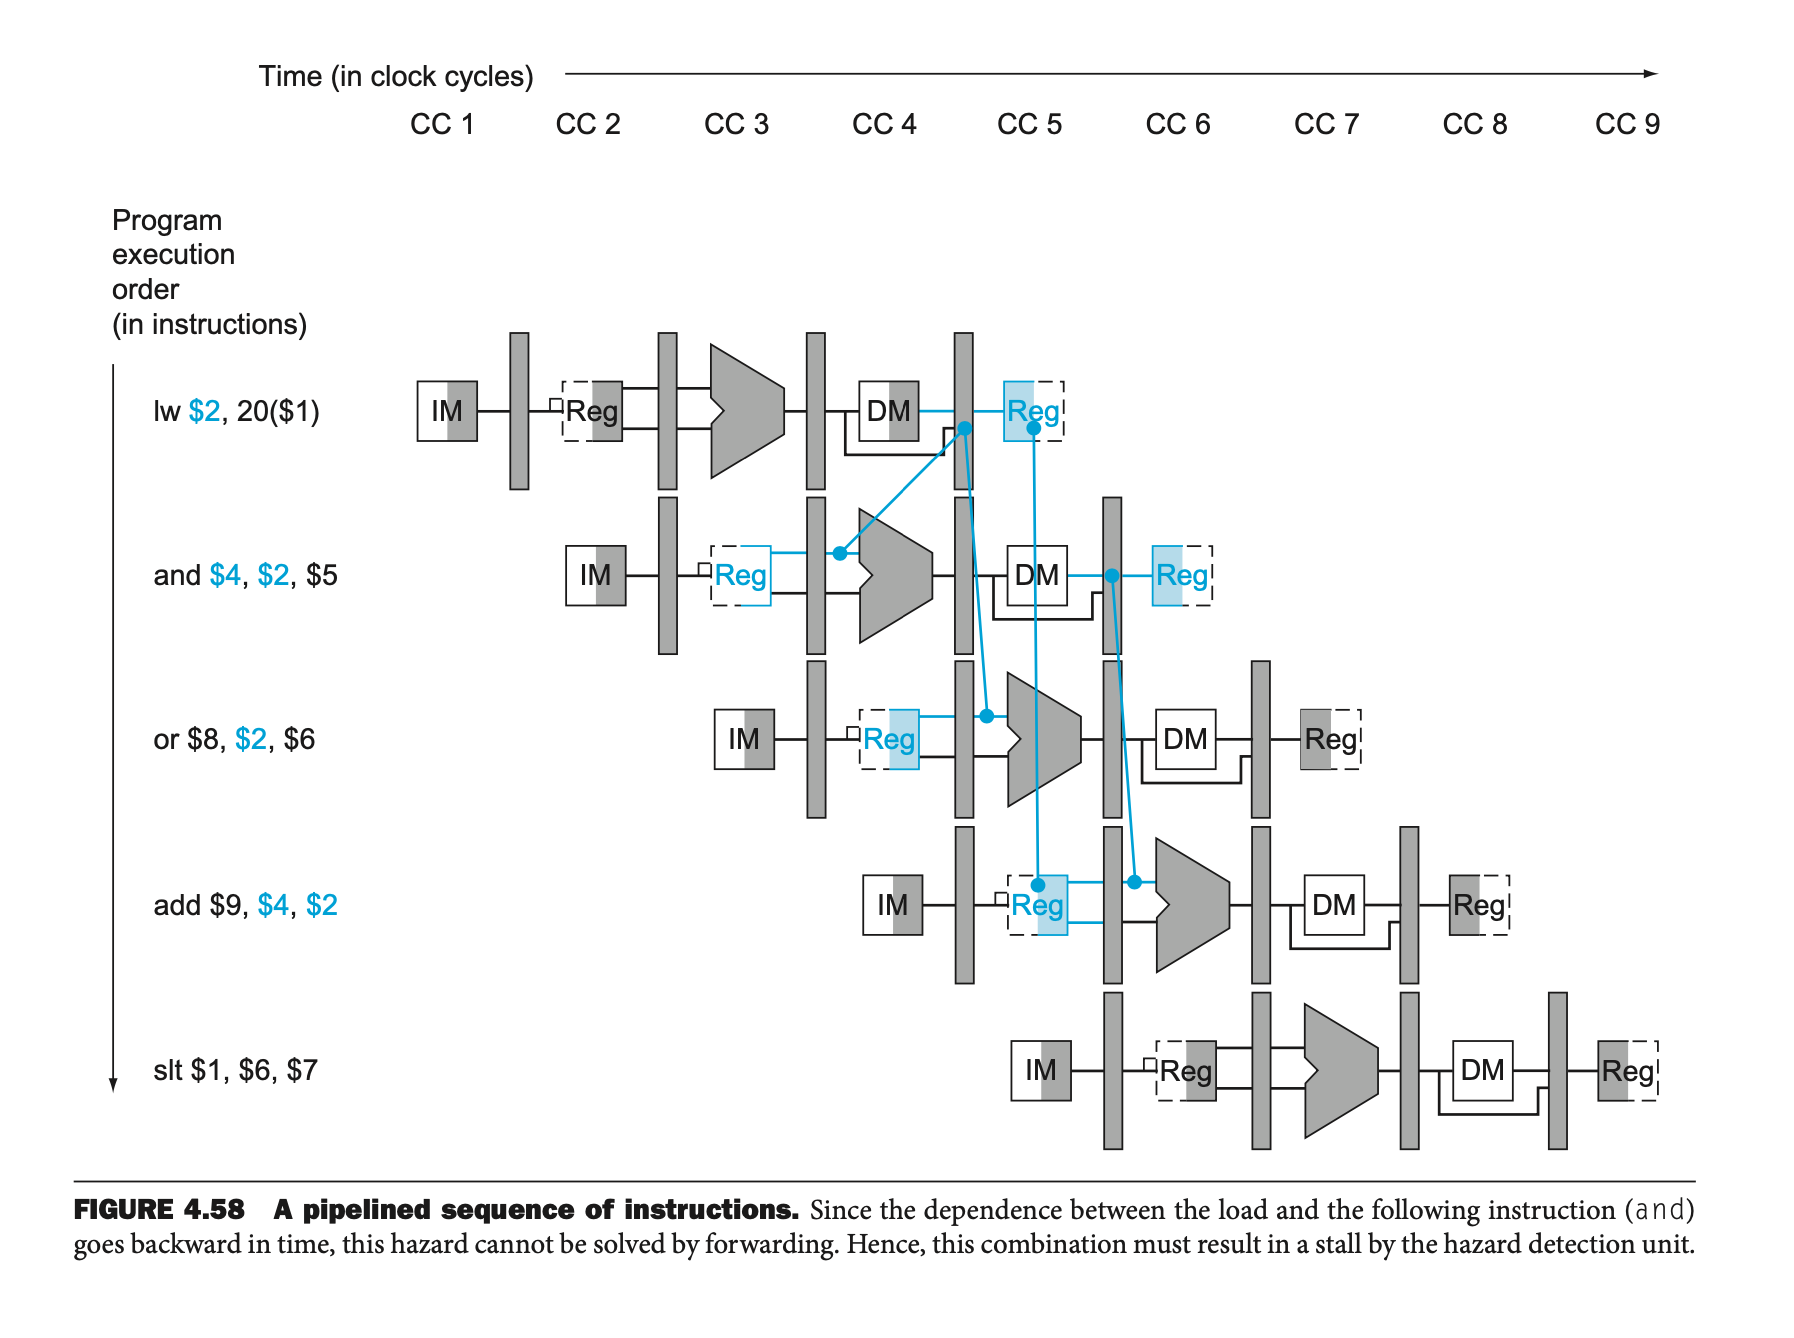 Time (in clock cycles)
CC 1 CC 2 CC 3 CC 4 CC 5 CC 6 CC 7 CC 8 CC 9
Program
execution
order
(in instructions)
lw $2, 20($1) IM Reg DM Reg
and $4, $2, $5 IM Reg DM Reg
or $8, $2, $6 IM Reg DM Reg
add $9, $4, $2 IM Reg DM Reg
slt $1, $6, $7 IM Reg DM Reg
FIGURE 4.58 A pipelined sequence of instructions. Since the dependence between the load and the following instruction (and)
goes backward in time, this hazard cannot be solved by forwarding. Hence, this combination must result in a stall by the hazard detection unit.